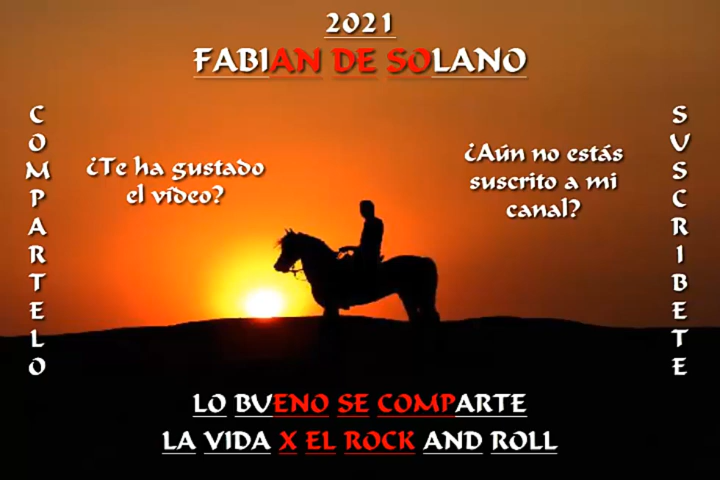 2021
FABIAN DE SOLANO
COMPARTELO
¿Te ha gustado
el vídeo?
¿Aún no estás
suscrito a mi
canal?
SUSCRIBETE
LO BUENO SE COMPARTE
LA VIDA X EL ROCK AND ROLL